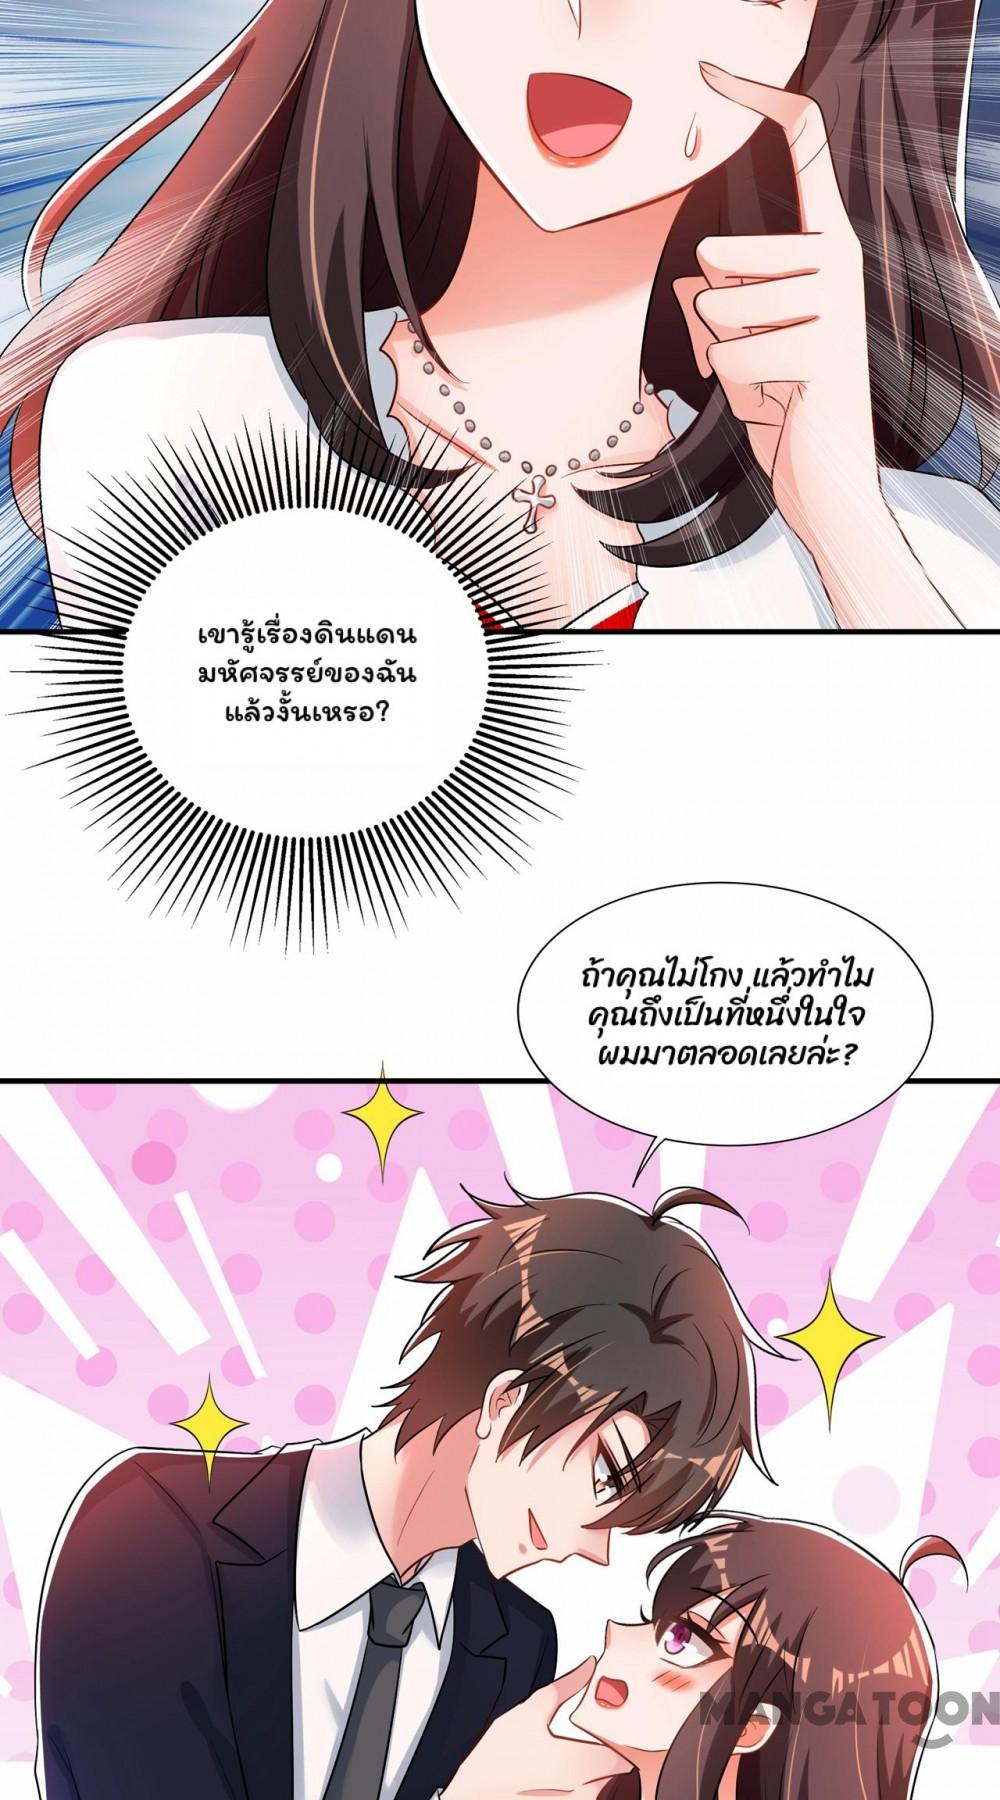 เขารู้เรื่องดินแดน
มหัศจรรย์ของฉัน
แล้วงั้นเหรอ?
ถ้าคุณไม่โกง แล้วทำไม
คุณถึงเป็นที่หนึ่งในใจ
ผมมาตลอดเลยล่ะ?
MANGATOON